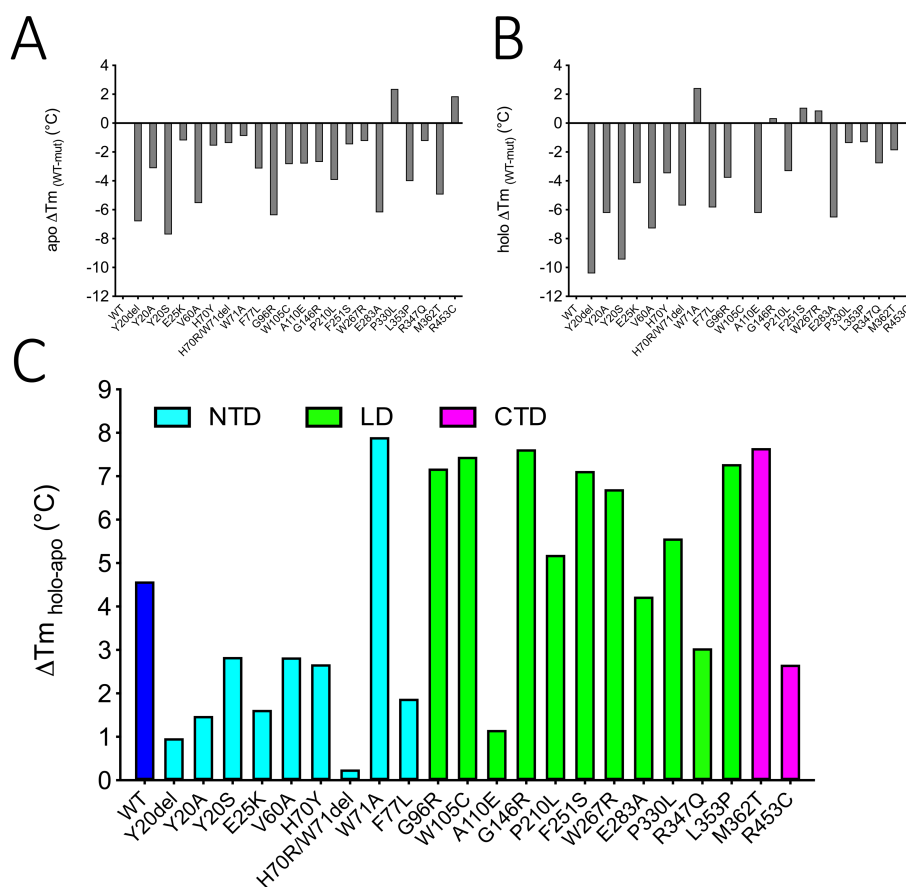 A
apo ΔTm (WT-mut) (°C)
4
2
0
-2
-4
-6
-8
-10
-12
WT
Y20del
Y20A
Y20S
E25K
V60A
H70Y
H70R/W71del
W71A
F77L
G96R
W105C
A110E
G146R
P210L
F251S
W267R
E283A
P330L
L353P
R347Q
M362T
R453C
B
holo ΔTm (WT-mut) (°C)
4
2
0
-2
-4
-6
-8
-10
-12
WT
Y20del
Y20A
Y20S
E25K
V60A
H70Y
H70R/W71del
W71A
F77L
G96R
W105C
A110E
G146R
P210L
F251S
W267R
E283A
P330L
L353P
R347Q
M362T
R453C
C
ΔTm holo-apo (°C)
9
8
7
6
5
4
3
2
1
0
NTD
LD
CTD
WT
Y20del
Y20A
Y20S
E25K
V60A
H70Y
H70R/W71del
W71A
F77L
G96R
W105C
A110E
G146R
P210L
F251S
W267R
E283A
P330L
R347Q
L353P
M362T
R453C